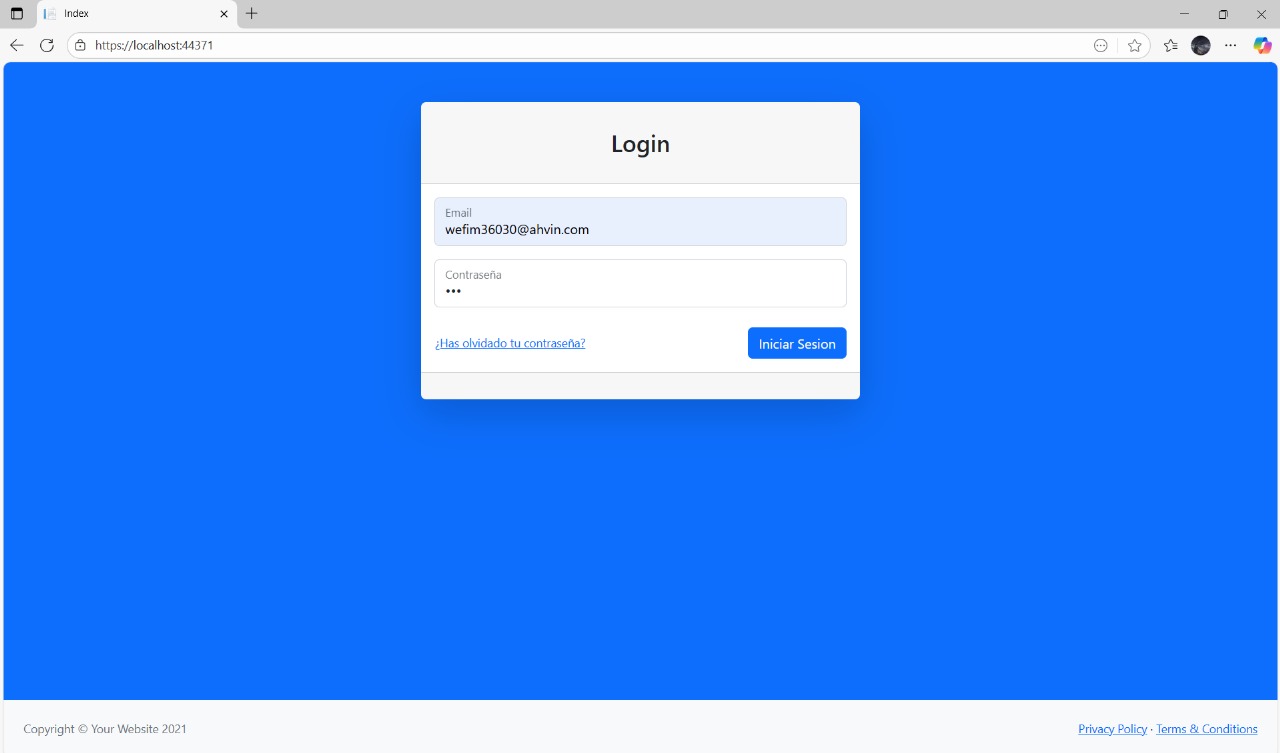 Index
https://localhost:44371
Login
Email
wefim36030@ahvin.com
Contraseña
•••
¿Has olvidado tu contraseña?
Iniciar Sesion
Copyright © Your Website 2021
Privacy Policy · Terms & Conditions